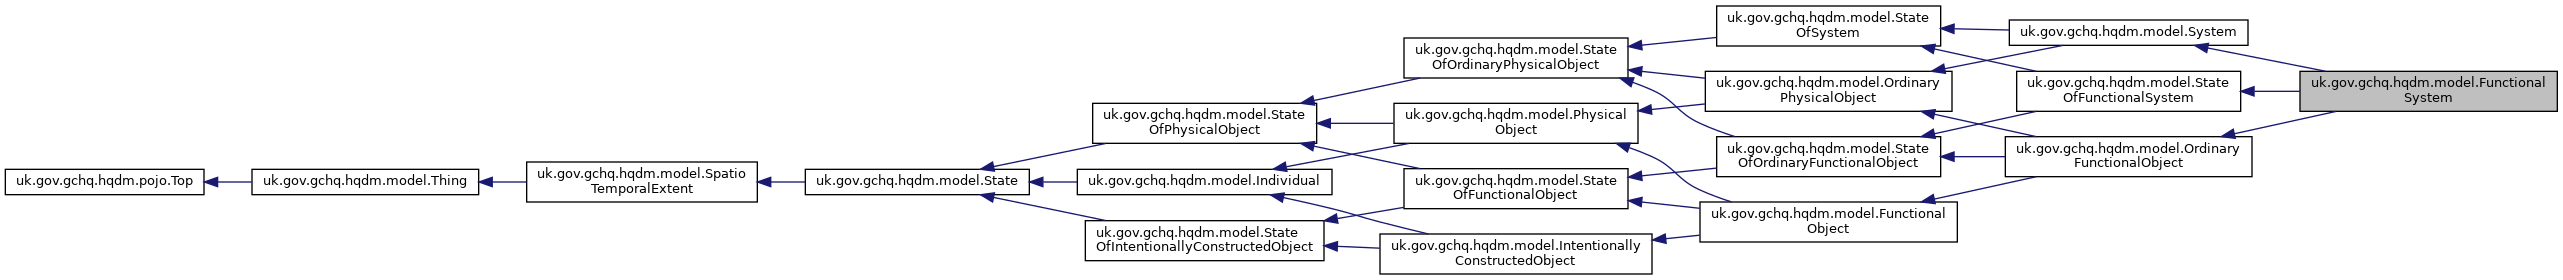 uk.gov.gchq.hqdm.pojo.Top
uk.gov.gchq.hqdm.model.Thing
uk.gov.gchq.hqdm.model.Spatio
TemporalExtent
uk.gov.gchq.hqdm.model.State
uk.gov.gchq.hqdm.model.State
OfPhysicalObject
uk.gov.gchq.hqdm.model.Individual
uk.gov.gchq.hqdm.model.State
OfIntentionallyConstructedObject
uk.gov.gchq.hqdm.model.State
OfOrdinaryPhysicalObject
uk.gov.gchq.hqdm.model.Physical
Object
uk.gov.gchq.hqdm.model.State
OfFunctionalObject
uk.gov.gchq.hqdm.model.Intentionally
ConstructedObject
uk.gov.gchq.hqdm.model.State
OfSystem
uk.gov.gchq.hqdm.model.Ordinary
PhysicalObject
uk.gov.gchq.hqdm.model.State
OfOrdinaryFunctionalObject
uk.gov.gchq.hqdm.model.Functional
Object
uk.gov.gchq.hqdm.model.System
uk.gov.gchq.hqdm.model.State
OfFunctionalSystem
uk.gov.gchq.hqdm.model.Ordinary
FunctionalObject
uk.gov.gchq.hqdm.model.Functional
System